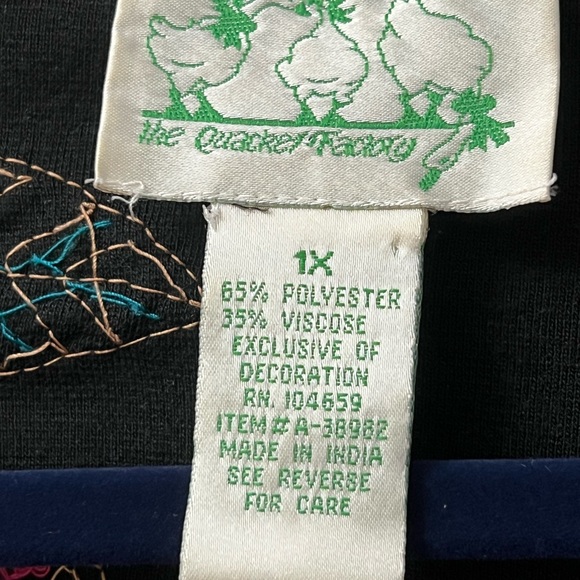 the Quacker Factory
1X
65% POLYESTER
35% VISCOSE
EXCLUSIVE OF
DECORATION
RN. 104659
ITEM# A-38982
MADE IN INDIA
SEE REVERSE
FOR CARE